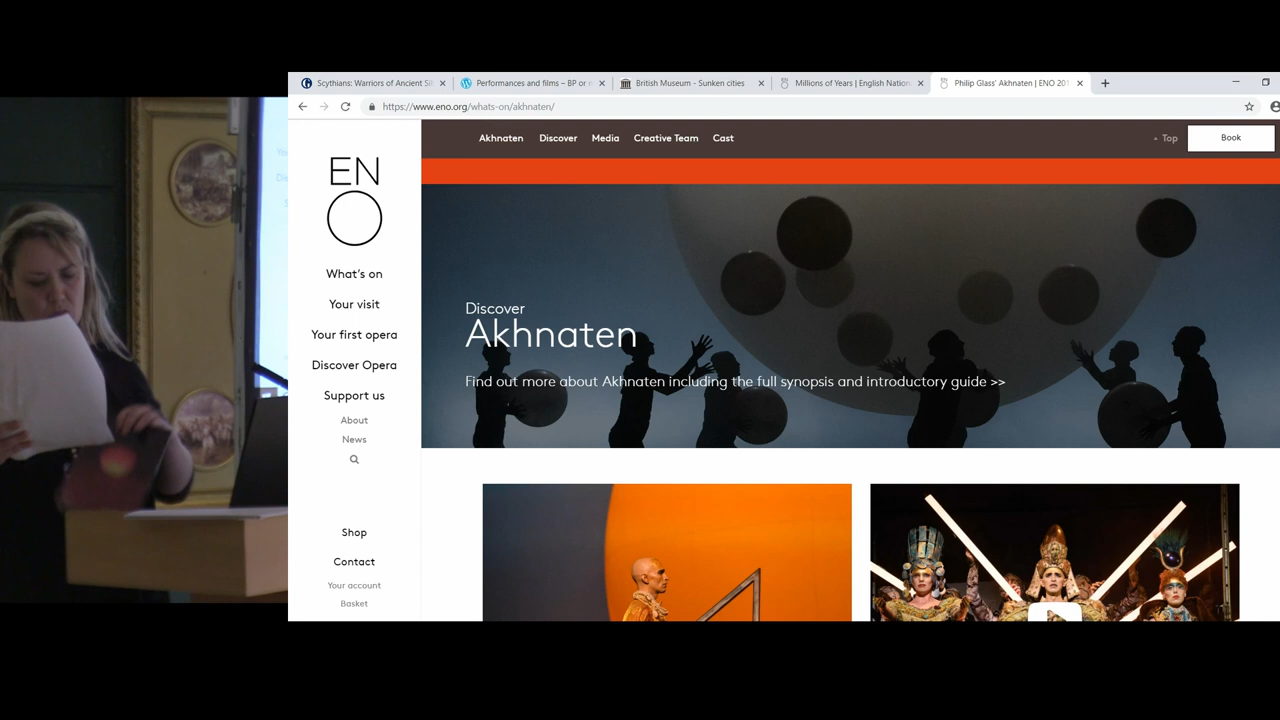 Scythians: Warriors of Ancient Si
Performances and films – BP or n
British Museum - Sunken cities
Millions of Years | English Nation
Philip Glass' Akhnaten | ENO 201
https://www.eno.org/whats-on/akhnaten/
Akhnaten
Discover
Media
Creative Team
Cast
Top
Book
EN
O
What's on
Your visit
Your first opera
Discover Opera
Support us
About
News
Shop
Contact
Your account
Basket
Discover
Akhnaten
Find out more about Akhnaten including the full synopsis and introductory guide >>